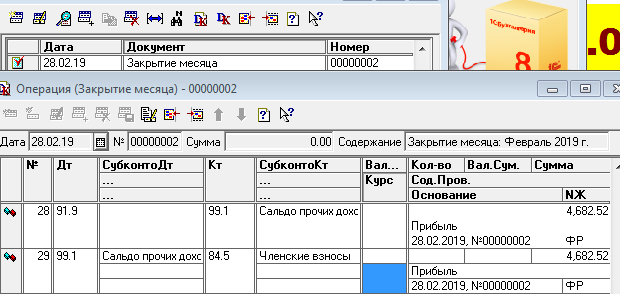 Дата Документ Номер
28.02.19 Закрытие месяца 00000002
1С:Бухгалтерия
8
1С
.0
Операция (Закрытие месяца) - 00000002
Дата 28.02.19 № 00000002 Сумма 0.00 Содержание Закрытие месяца: Февраль 2019 г.
№ Дт СубконтоДт Кт СубконтоКт Вал... Кол-во Вал.Сум. Сумма
... ... Курс Сод.Пров.
... ... Основание NЖ
28 91.9 99.1 Сальдо прочих дохс 4,682.52
Прибыль
28.02.2019, №00000002 ФР
29 99.1 Сальдо прочих дохс 84.5 Членские взносы 4,682.52
Прибыль
28.02.2019, №00000002 ФР